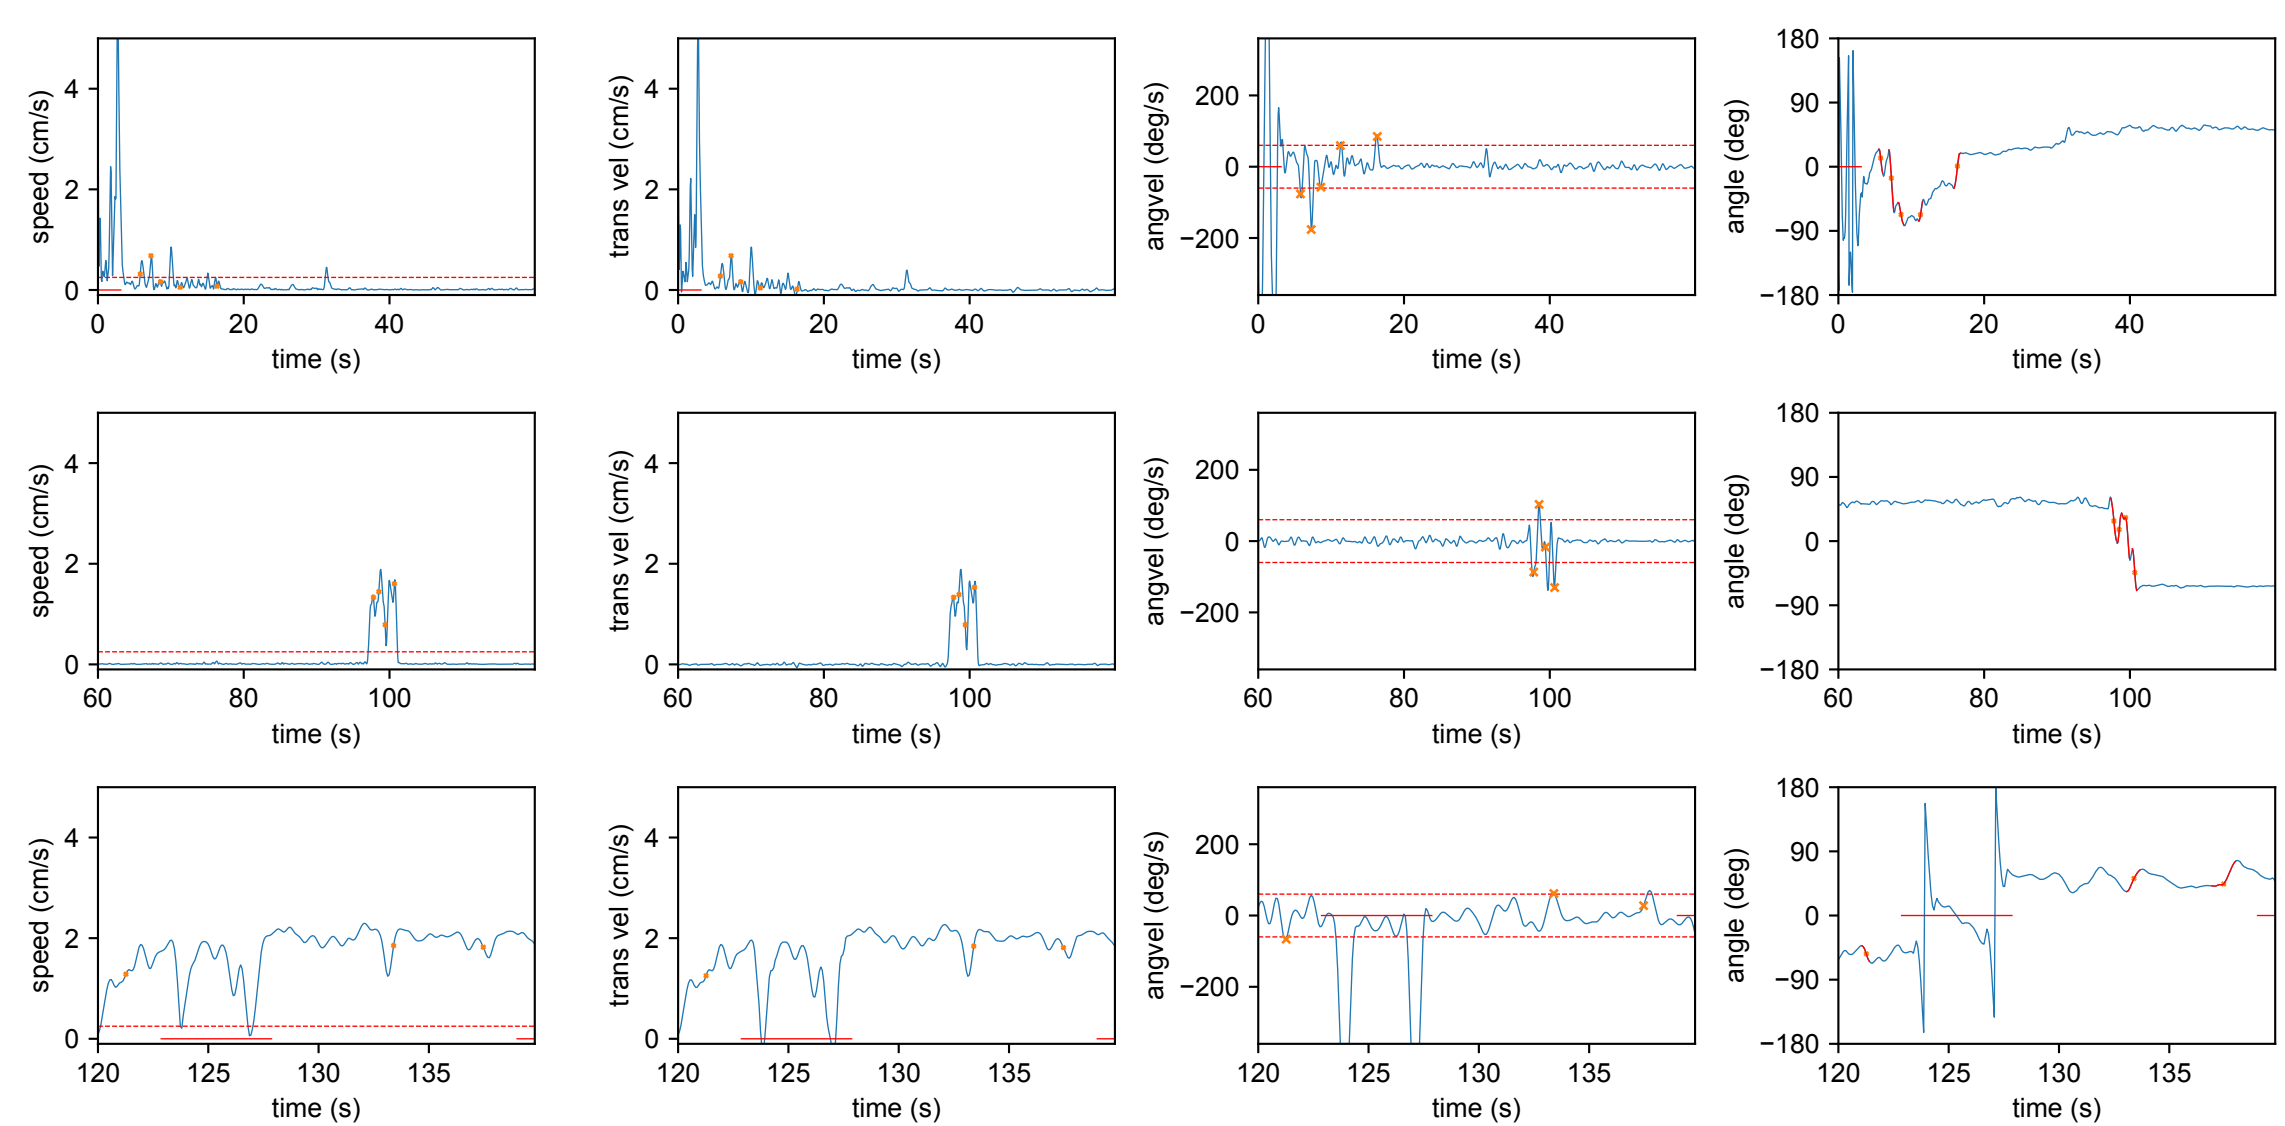 speed (cm/s)
4
2
0
0 20 40
time (s)
trans vel (cm/s)
4
2
0
0 20 40
time (s)
angvel (deg/s)
200
0
−200
0 20 40
time (s)
angle (deg)
180
90
0
−90
−180
0 20 40
time (s)
speed (cm/s)
4
2
0
60 80 100
time (s)
trans vel (cm/s)
4
2
0
60 80 100
time (s)
angvel (deg/s)
200
0
−200
60 80 100
time (s)
angle (deg)
180
90
0
−90
−180
60 80 100
time (s)
speed (cm/s)
4
2
0
120 125 130 135
time (s)
trans vel (cm/s)
4
2
0
120 125 130 135
time (s)
angvel (deg/s)
200
0
−200
120 125 130 135
time (s)
angle (deg)
180
90
0
−90
−180
120 125 130 135
time (s)